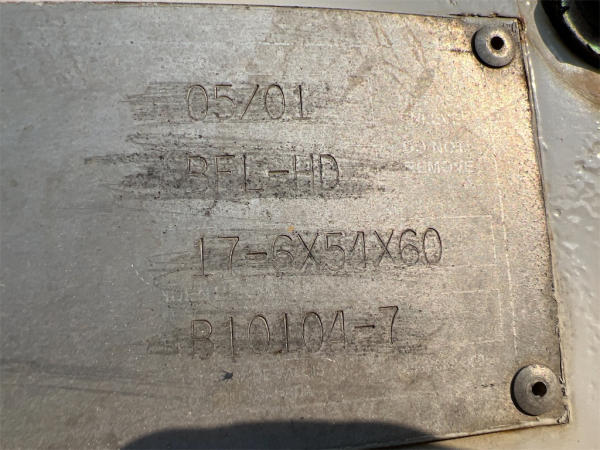 05/01
DO NOT
REMOVE
BFL-HD
17-6X54X60
B10104-7